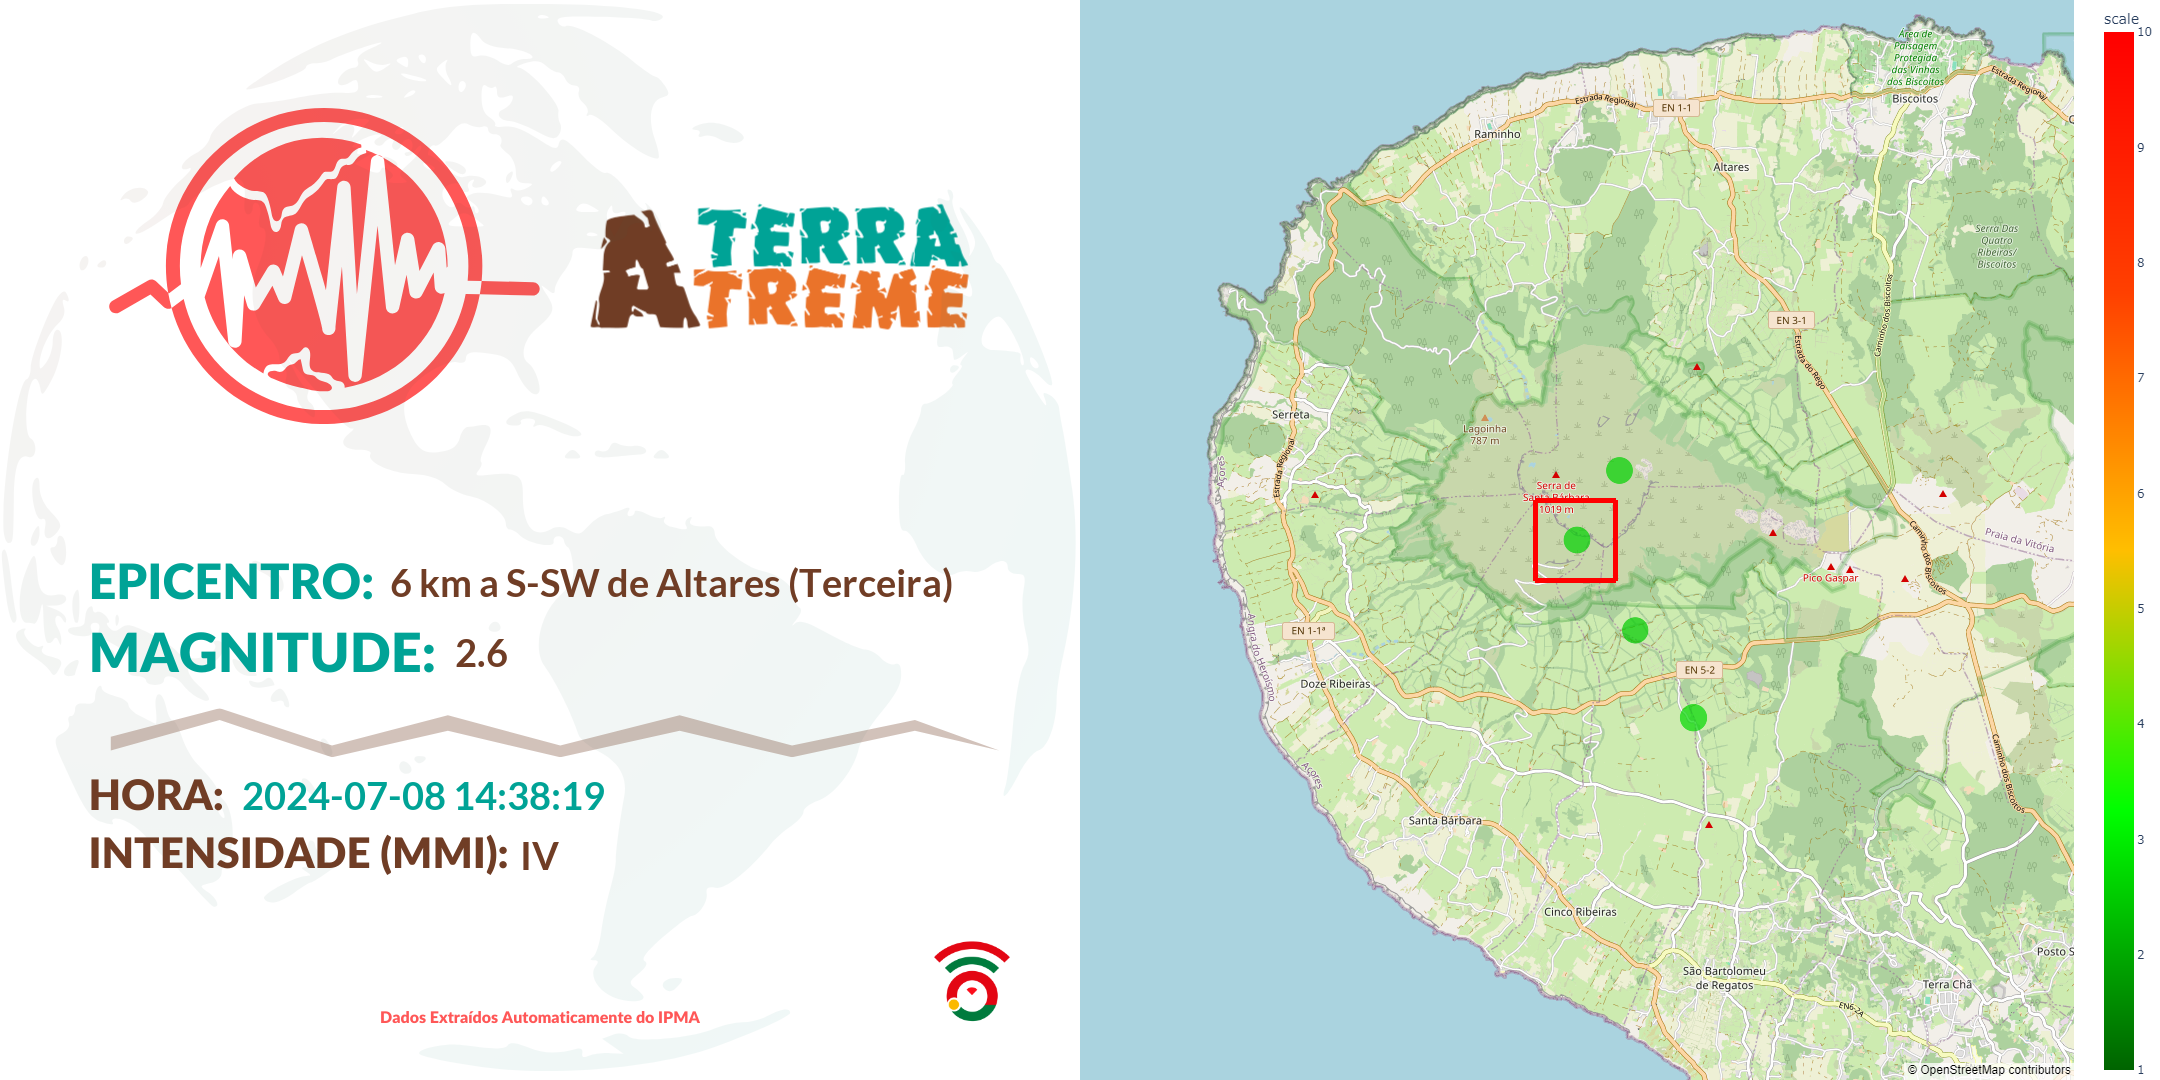 A TERRA
TREME
EPICENTRO: 6 km a S-SW de Altares (Terceira)
MAGNITUDE: 2.6
HORA: 2024-07-08 14:38:19
INTENSIDADE (MMI): IV
Dados Extraídos Automaticamente do IPMA
Área de
Paisagem
Protegida
das Vinhas
dos Biscoitos
Estrada Regional
Biscoitos
Estrada Regional
EN 1-1
Raminho
Altares
Serra Das
Quatro
Ribeiras/
Biscoitos
Caminho dos Biscoitos
EN 3-1
Estrada do Rego
Serreta
Lagoinha
787 m
Estrada Regional
Açores
Serra de
Santa Bárbara
1019 m
Caminho dos Biscoitos
Praia da Vitória
Pico Gaspar
EN 1-1ª
Angra do Heroísmo
EN 5-2
Doze Ribeiras
Caminho dos Biscoitos
Açores
Santa Bárbara
Cinco Ribeiras
Posto S
São Bartolomeu
de Regatos
Terra Chã
EN6-2A
© OpenStreetMap contributors
scale
10
9
8
7
6
5
4
3
2
1